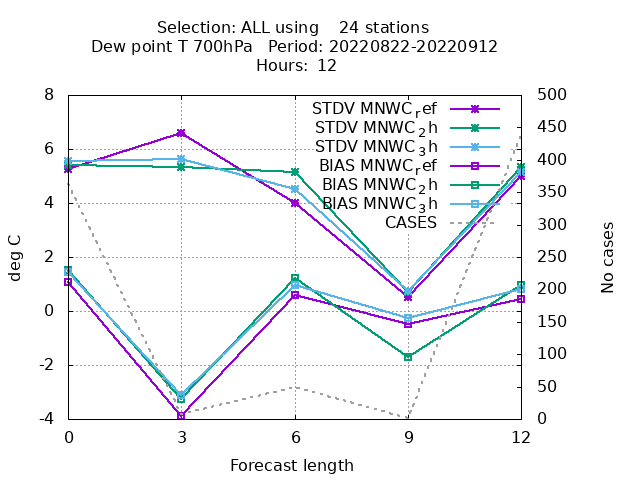 Selection: ALL using    24 stations
Dew point T 700hPa   Period: 20220822-20220912
Hours: 12
8 500
450
6 400
350
4 300
2 250
200
0 150
-2 100
50
-4 0
STDV MNWC_ref
STDV MNWC_2h
STDV MNWC_3h
BIAS MNWC_ref
BIAS MNWC_2h
BIAS MNWC_3h
CASES
deg C
No cases
0 3 6 9 12
Forecast length